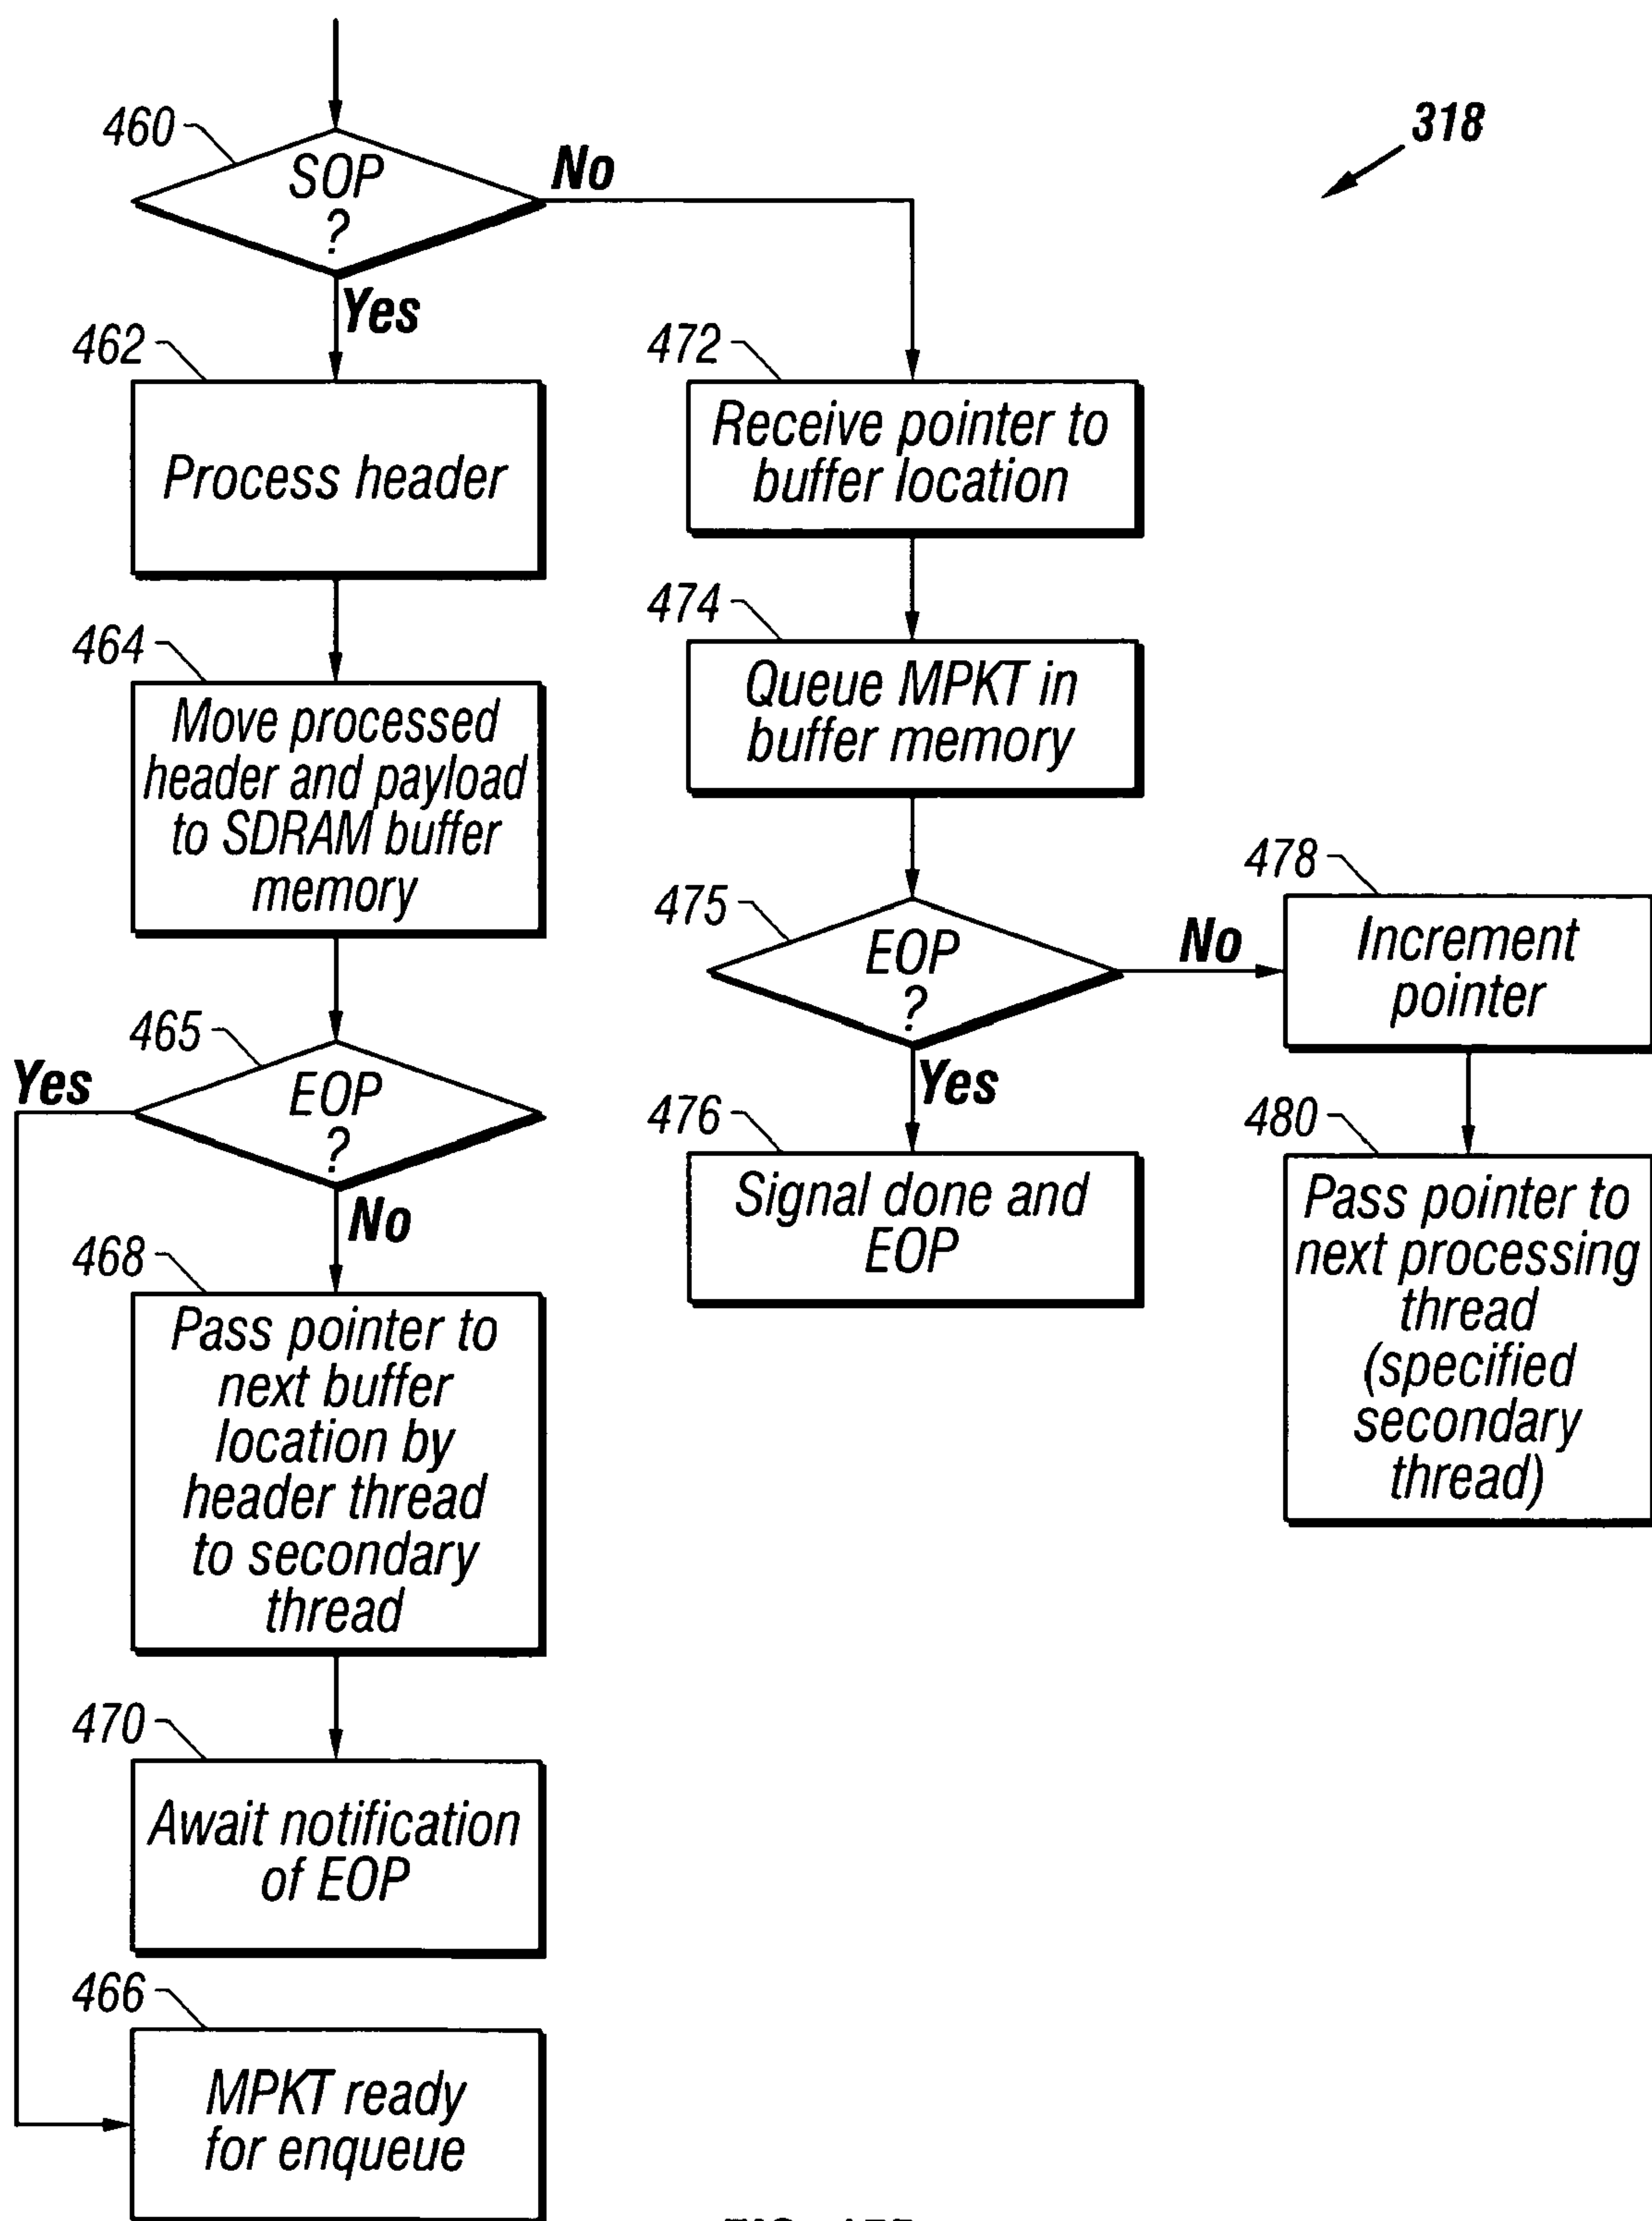 318
460
SOP
?
No
Yes
462
Process header
464
Move processed
header and payload
to SDRAM buffer
memory
465
EOP
?
Yes
No
468
Pass pointer to
next buffer
location by
header thread
to secondary
thread
470
Await notification
of EOP
466
MPKT ready
for enqueue
472
Receive pointer to
buffer location
474
Queue MPKT in
buffer memory
475
EOP
?
No
Yes
476
Signal done and
EOP
478
Increment
pointer
480
Pass pointer to
next processing
thread
(specified
secondary
thread)